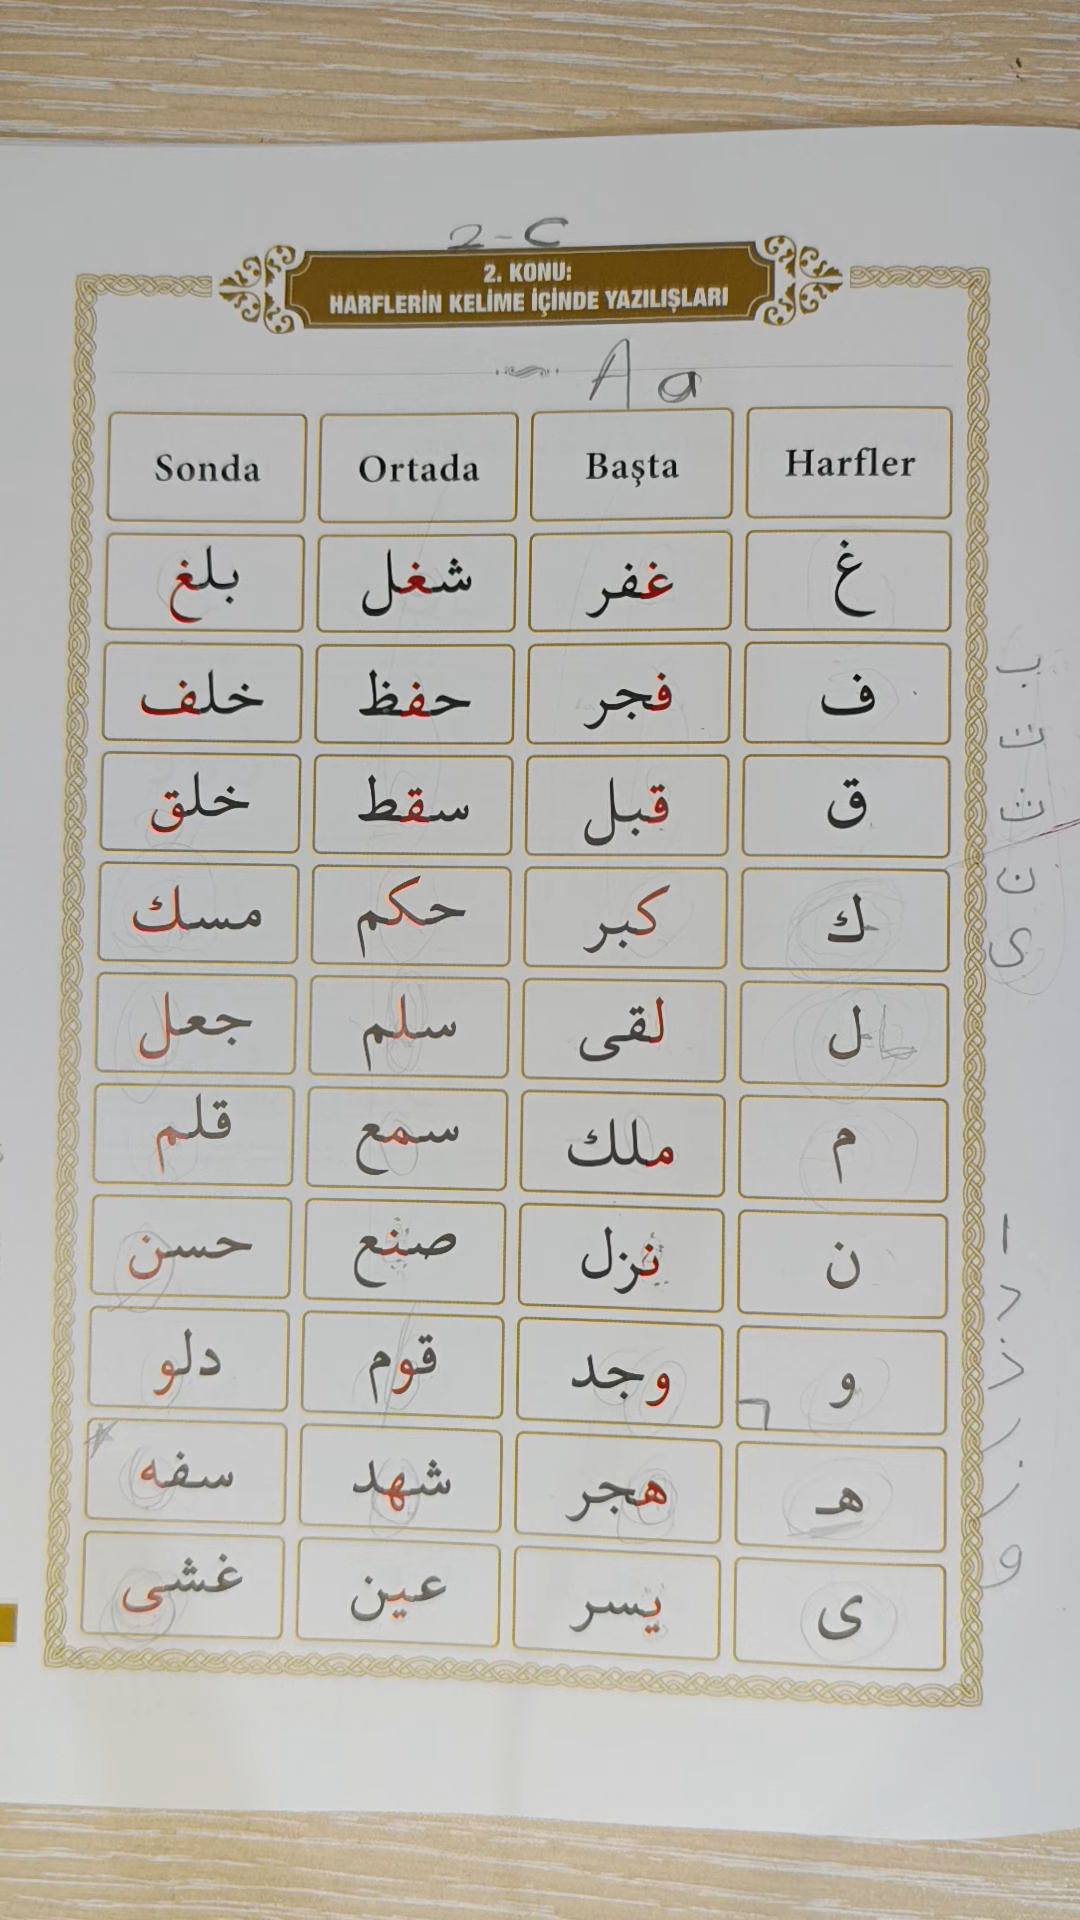 2-C
2. KONU:
HARFLERİN KELİME İÇİNDE YAZILIŞLARI
A a
Sonda Ortada Başta Harfler
غ غفر شغل بلغ
ف فجر حفظ خلف
ق قبل سقط خلق
ك كبر حكم مسك
ل لقى سلم جعل
م ملك سمع قلم
ن نزل صنع حسن
و وجد قوم دلو
هـ هجر شهد سفه
ى يسر عين غشى
ب
ت
ث
ن
ى
ا
د
ذ
ر
ز
و